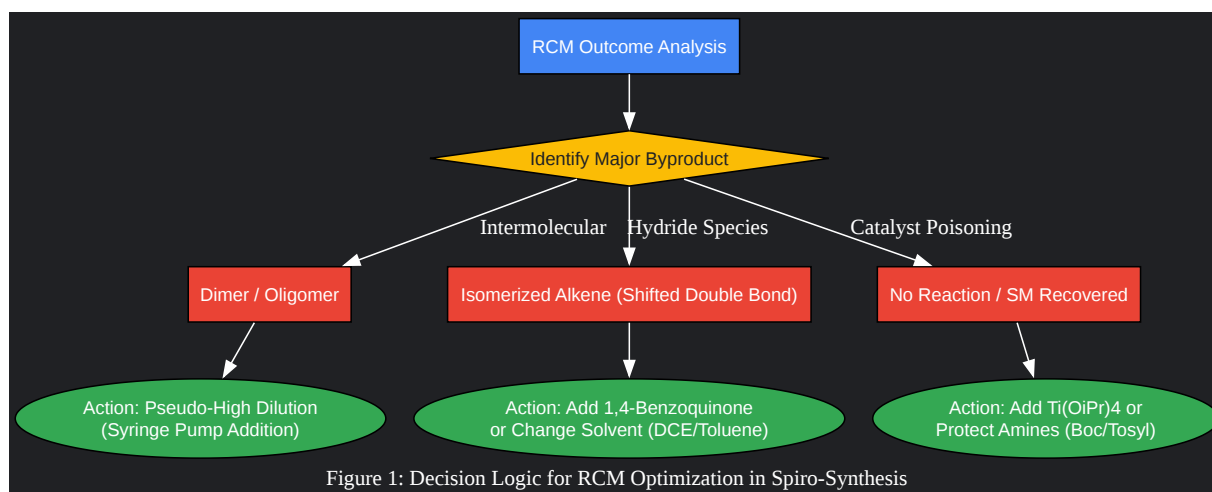 RCM Outcome Analysis
Identify Major Byproduct
Intermolecular
Hydride Species
Catalyst Poisoning
Dimer / Oligomer
Isomerized Alkene (Shifted Double Bond)
No Reaction / SM Recovered
Action: Pseudo-High Dilution
(Syringe Pump Addition)
Action: Add 1,4-Benzoquinone
or Change Solvent (DCE/Toluene)
Action: Add Ti(OiPr)4 or
Protect Amines (Boc/Tosyl)
Figure 1: Decision Logic for RCM Optimization in Spiro-Synthesis